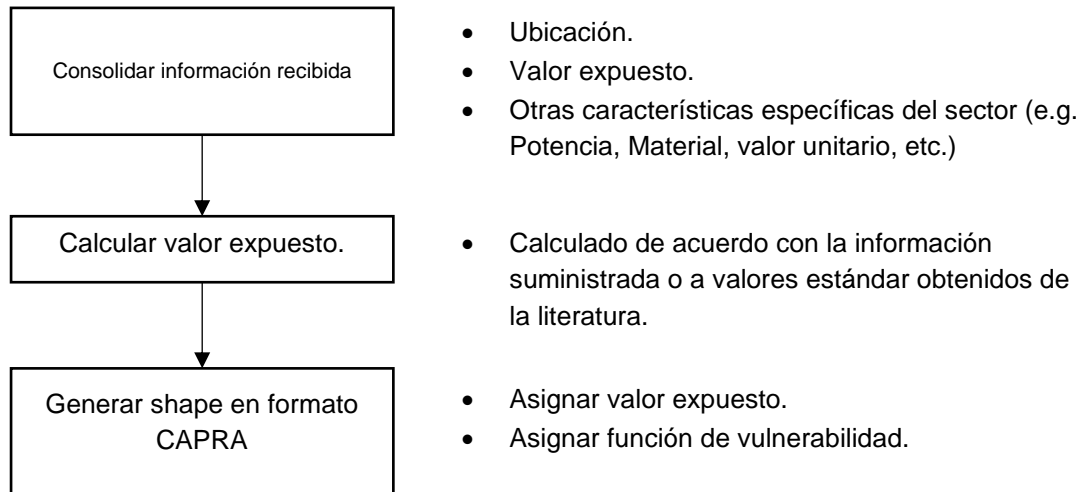 Consolidar información recibida
• Ubicación.
• Valor expuesto.
• Otras características específicas del sector (e.g.
Potencia, Material, valor unitario, etc.)
Calcular valor expuesto.
• Calculado de acuerdo con la información
suministrada o a valores estándar obtenidos de
la literatura.
Generar shape en formato
CAPRA
• Asignar valor expuesto.
• Asignar función de vulnerabilidad.